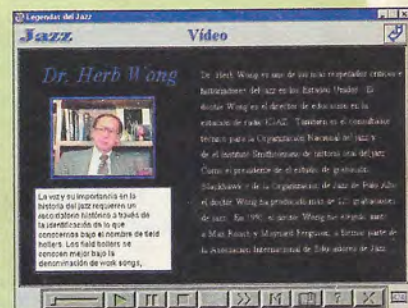 Legendas del Jazz
Jazz
Vídeo
Dr. Herb Wong
Dr. Herb Wong es uno de los más respetados críticos e
historiadores del jazz en los Estados Unidos. El
doctor Wong es el director de educación en la
estación de radio KJAZ. También es el consultador
técnico para la Organización Nacional del jazz y
de el instituto Smithsoniano de historia oral del jazz.
Como el presidente de el estudio de grabación
Blackhawk y de la Organización de Jazz de Palo Alto
el doctor Wong ha producido más de 125 grabaciones
de jazz. En 1990, el doctor Wong fue elegido junto
a Max Roach y Maynard Ferguson, a formar parte de
la Asociación Internacional de Educadores de Jazz.
La voz y su importancia en la
historia del jazz requieren un
recordatorio histórico a través de
la identificación de lo que
conocemos bajo el nombre de field
hollers. Los field hollers se
conocen mejor bajo la
denominación de work songs,
M
?
X